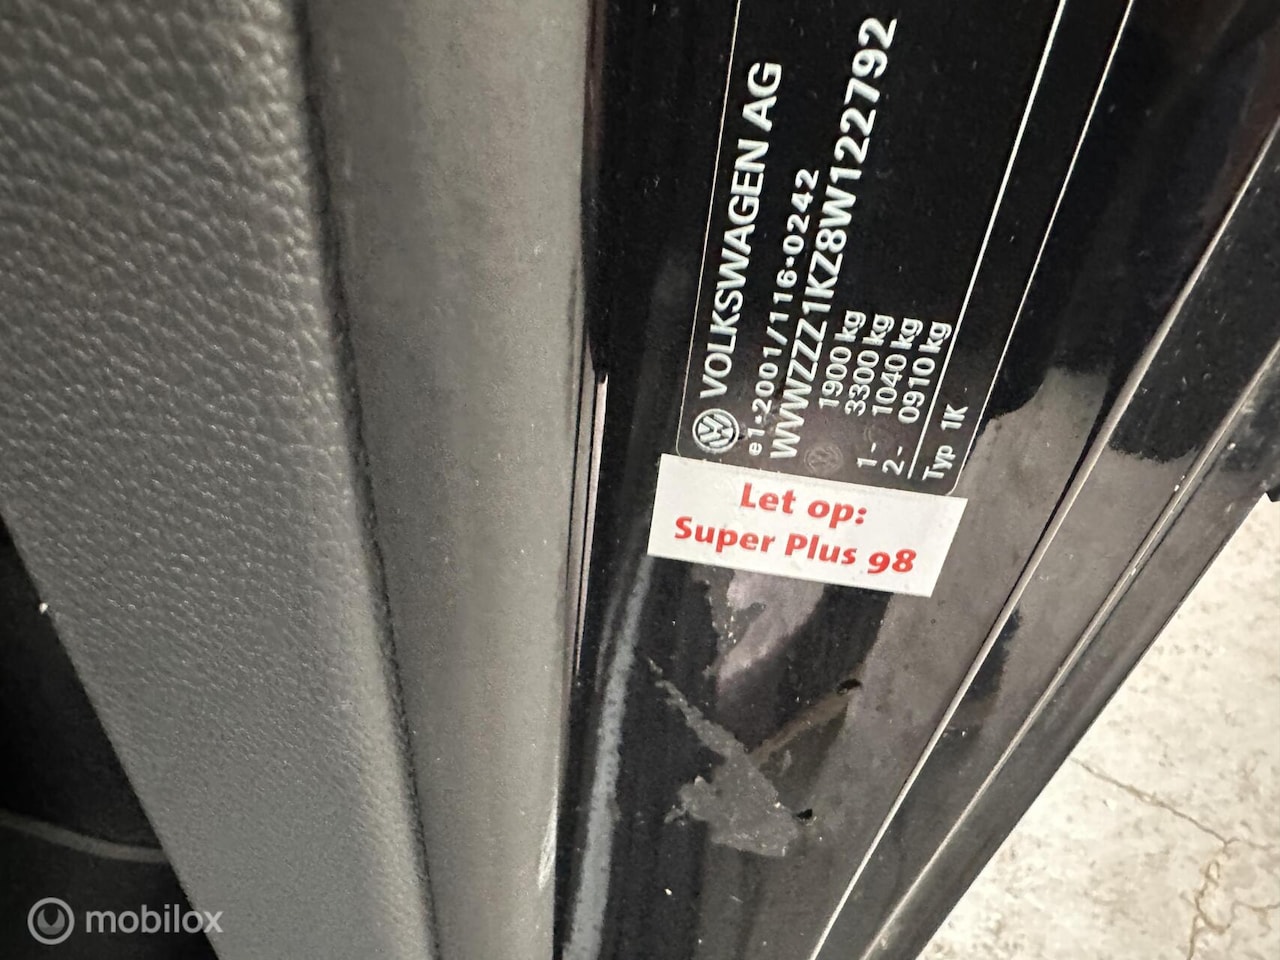 VOLKSWAGEN AG
e1*2001/116*0242
WVWZZZ1KZ8W122792
1900 kg
3300 kg
1- 1040 kg
2- 0910 kg
Typ 1K
Let op:
Super Plus 98
mobilox